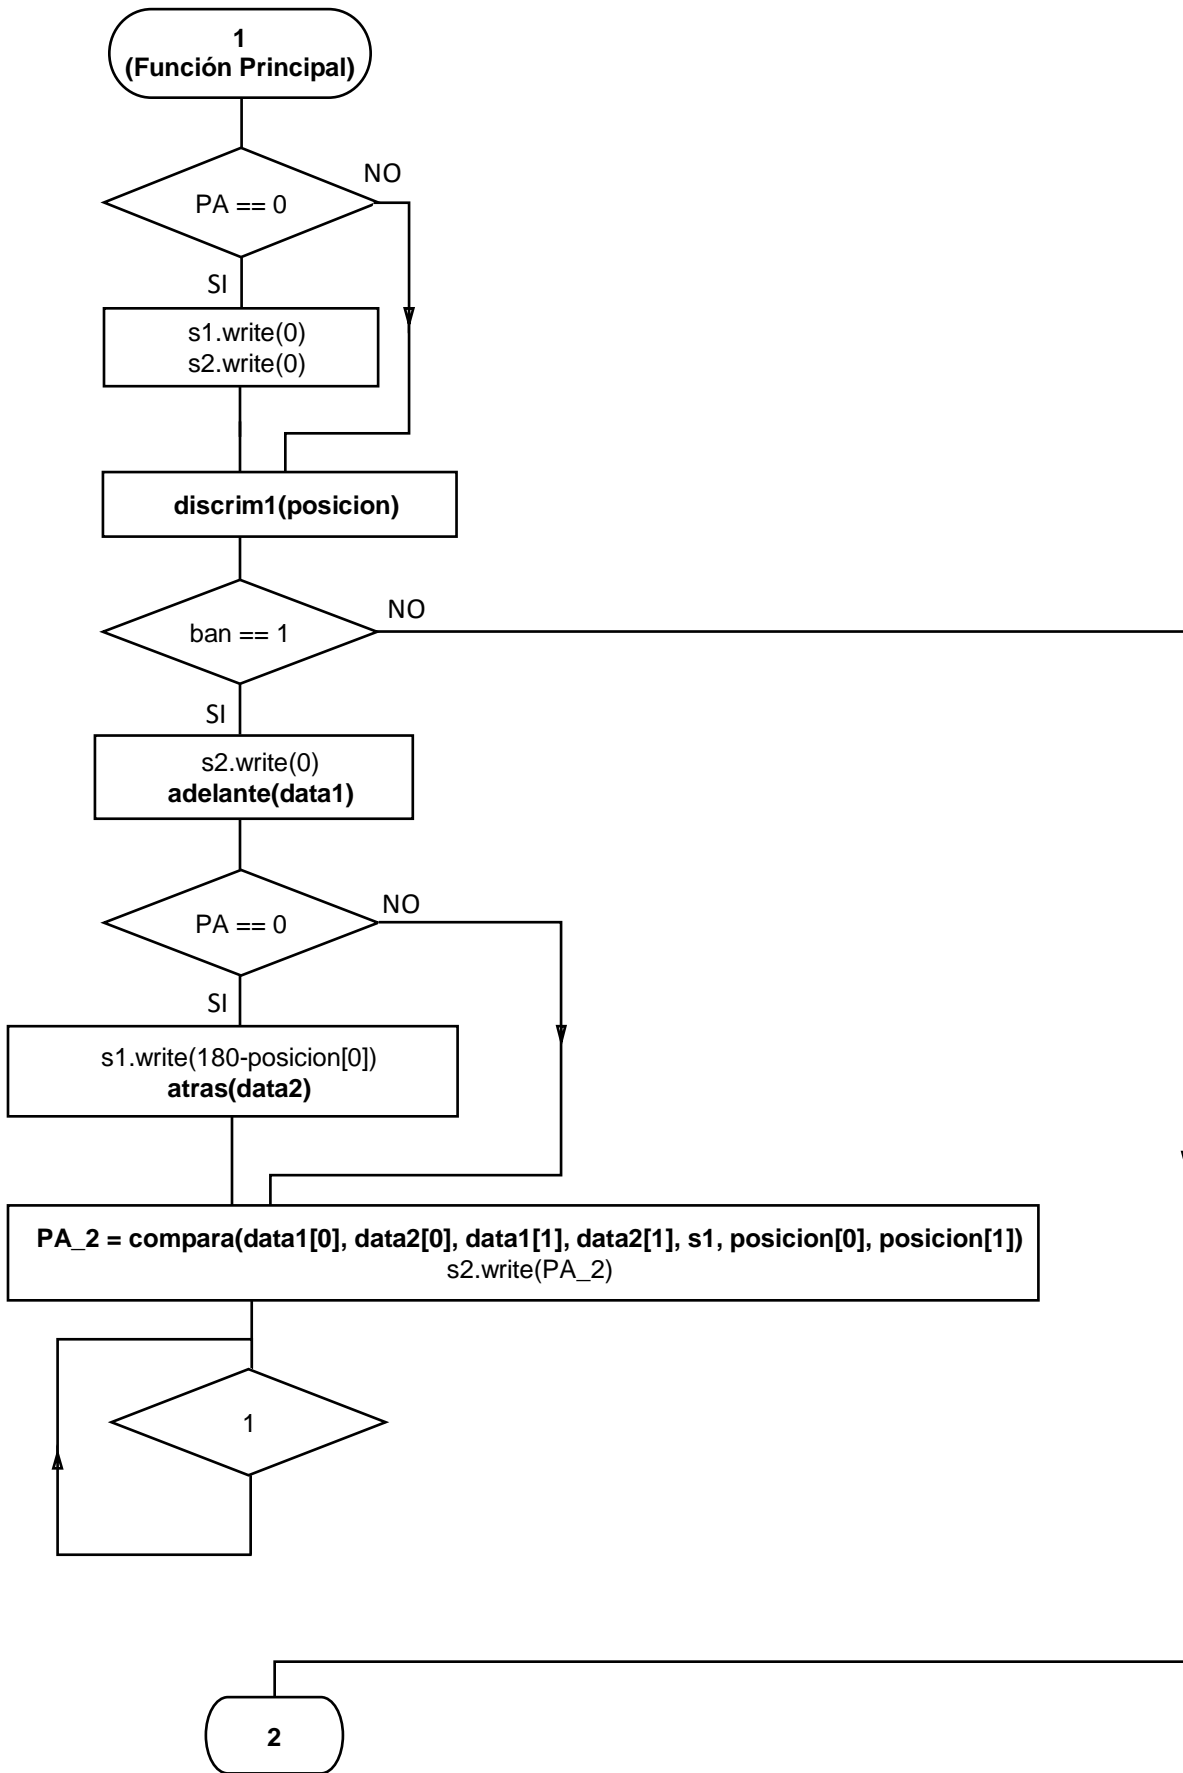 1
(Función Principal)
NO
PA == 0
SI
s1.write(0)
s2.write(0)
discrim1(posicion)
NO
ban == 1
SI
s2.write(0)
adelante(data1)
NO
PA == 0
SI
s1.write(180-posicion[0])
atras(data2)
PA_2 = compara(data1[0], data2[0], data1[1], data2[1], s1, posicion[0], posicion[1])
s2.write(PA_2)
1
2